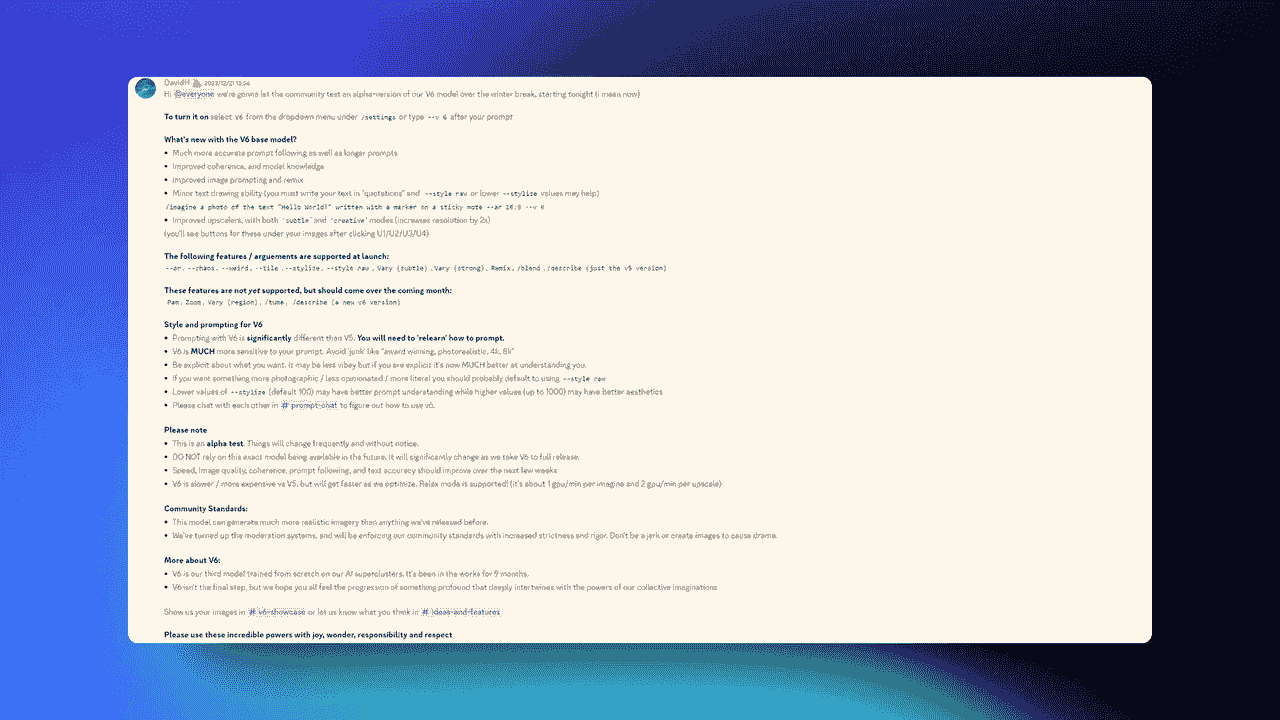 DavidH 2023/12/21 13:56
Hi @everyone we're gonna let the community test an alpha-version of our V6 model over the winter break, starting tonight (i mean now)
To turn it on select V6 from the dropdown menu under /settings or type --v 6 after your prompt
What's new with the V6 base model?
• Much more accurate prompt following as well as longer prompts
• Improved coherence, and model knowledge
• Improved image prompting and remix
• Minor text drawing ability (you must write your text in "quotations" and --style raw or lower --stylize values may help)
/imagine a photo of the text "Hello World!" written with a marker on a sticky note --ar 16:9 --v 6
• Improved upscalers, with both 'subtle' and 'creative' modes (increases resolution by 2x)
(you'll see buttons for these under your images after clicking U1/U2/U3/U4)
The following features / arguements are supported at launch:
--ar, --chaos, --weird, --tile, --stylize, --style raw, Vary (subtle), Vary (strong), Remix, /blend, /describe (just the v5 version)
These features are not yet supported, but should come over the coming month:
Pan, Zoom, Vary (region), /tune, /describe (a new v6 version)
Style and prompting for V6
• Prompting with V6 is significantly different than V5. You will need to 'relearn' how to prompt.
• V6 is MUCH more sensitive to your prompt. Avoid 'junk' like "award winning, photorealistic, 4k, 8k"
• Be explicit about what you want. It may be less vibey but if you are explicit it's now MUCH better at understanding you.
• If you want something more photographic / less opinionated / more literal you should probably default to using --style raw
• Lower values of --stylize (default 100) may have better prompt understanding while higher values (up to 1000) may have better aesthetics
• Please chat with each other in # prompt-chat to figure out how to use v6.
Please note
• This is an alpha test. Things will change frequently and without notice.
• DO NOT rely on this exact model being available in the future. It will significantly change as we take V6 to full release.
• Speed, Image quality, coherence, prompt following, and text accuracy should improve over the next few weeks
• V6 is slower / more expensive vs V5, but will get faster as we optimize. Relax mode is supported! (it's about 1 gpu/min per imagine and 2 gpu/min per upscale)
Community Standards:
• This model can generate much more realistic imagery than anything we've released before.
• We've turned up the moderation systems, and will be enforcing our community standards with increased strictness and rigor. Don't be a jerk or create images to cause drama.
More about V6:
• V6 is our third model trained from scratch on our AI superclusters. It's been in the works for 9 months.
• V6 isn't the final step, but we hope you all feel the progression of something profound that deeply intertwines with the powers of our collective imaginations
Show us your images in # v6-showcase or let us know what you think in # ideas-and-features
Please use these incredible powers with joy, wonder, responsibility and respect